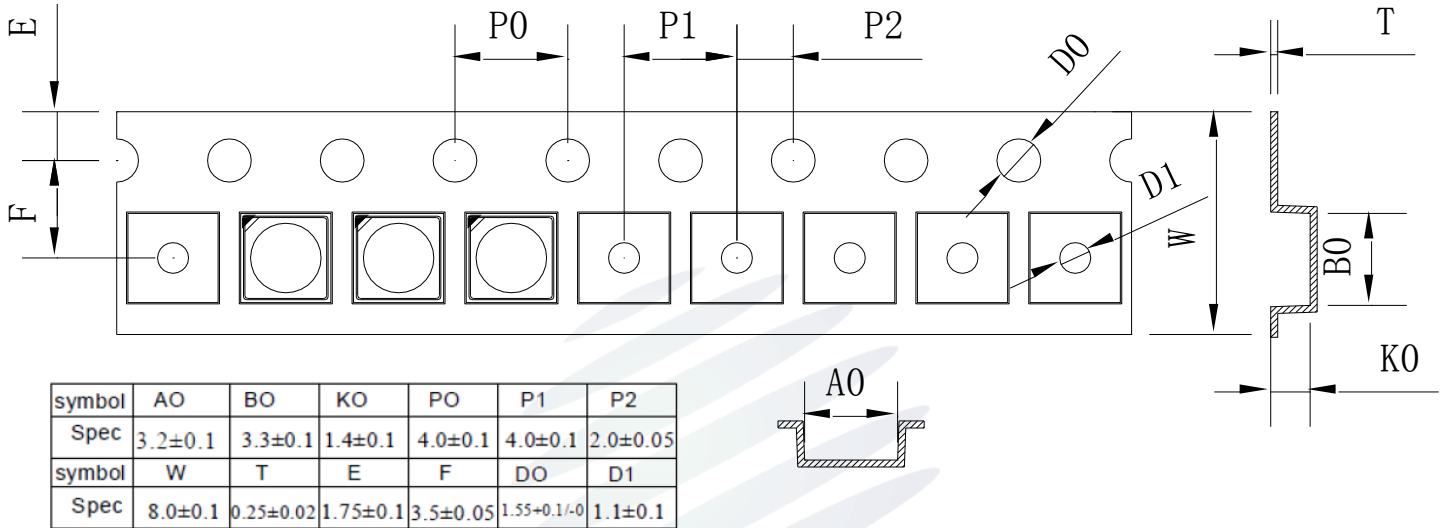 E
P0
P1
P2
T
D0
D1
F
W
B0
K0
A0
symbol AO BO KO PO P1 P2
Spec 3.2±0.1 3.3±0.1 1.4±0.1 4.0±0.1 4.0±0.1 2.0±0.05
symbol W T E F DO D1
Spec 8.0±0.1 0.25±0.02 1.75±0.1 3.5±0.05 1.55+0.1/-0 1.1±0.1